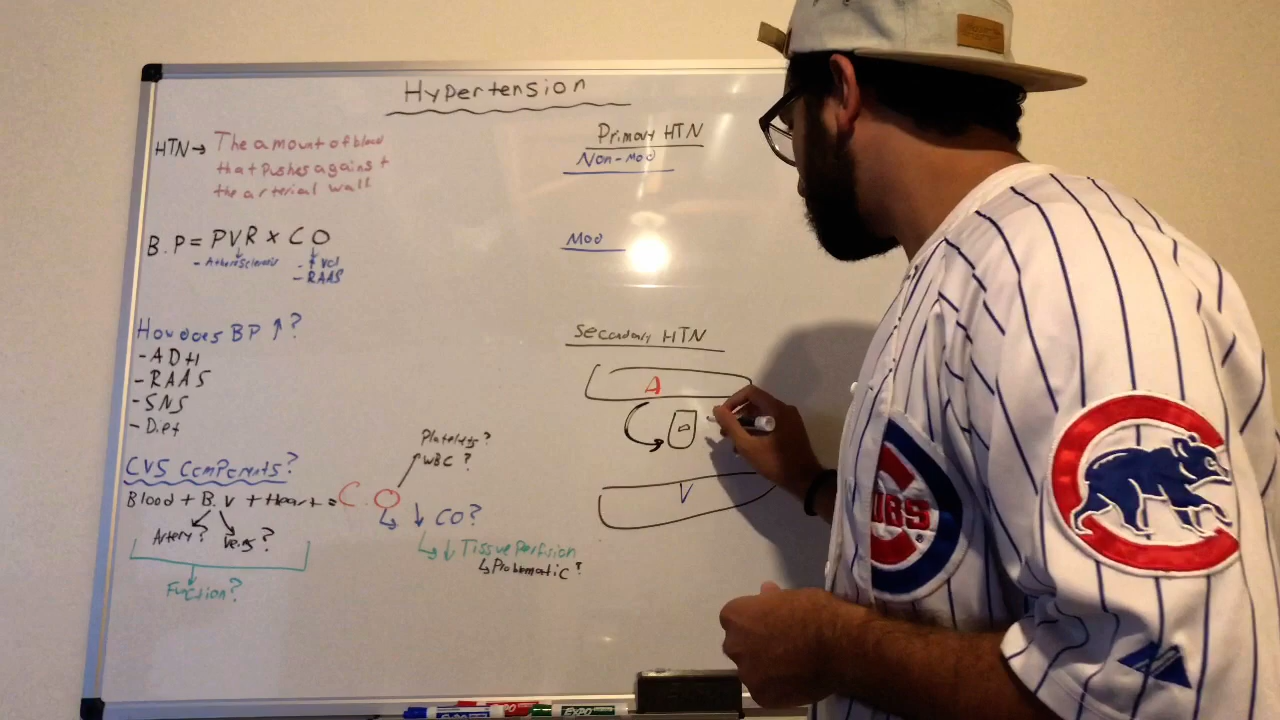 Hypertension
HTN→ The amount of blood
that pushes against
the arterial wall
B.P = PVR x CO
- Atherosclerosis
- ↑ Vol
- RAAS
How does BP ↑?
- ADH
- RAAS
- SNS
- Diet
CVS Components?
Blood + B.V + Heart = C.O
Artery? Veins?
Function?
Platelets?
WBC?
↓ CO?
↓ Tissue Perfusion
Problematic?
Primary HTN
Non-Mod
Mod
Secondary HTN
A
V
CUBS
EXPO
EXPO